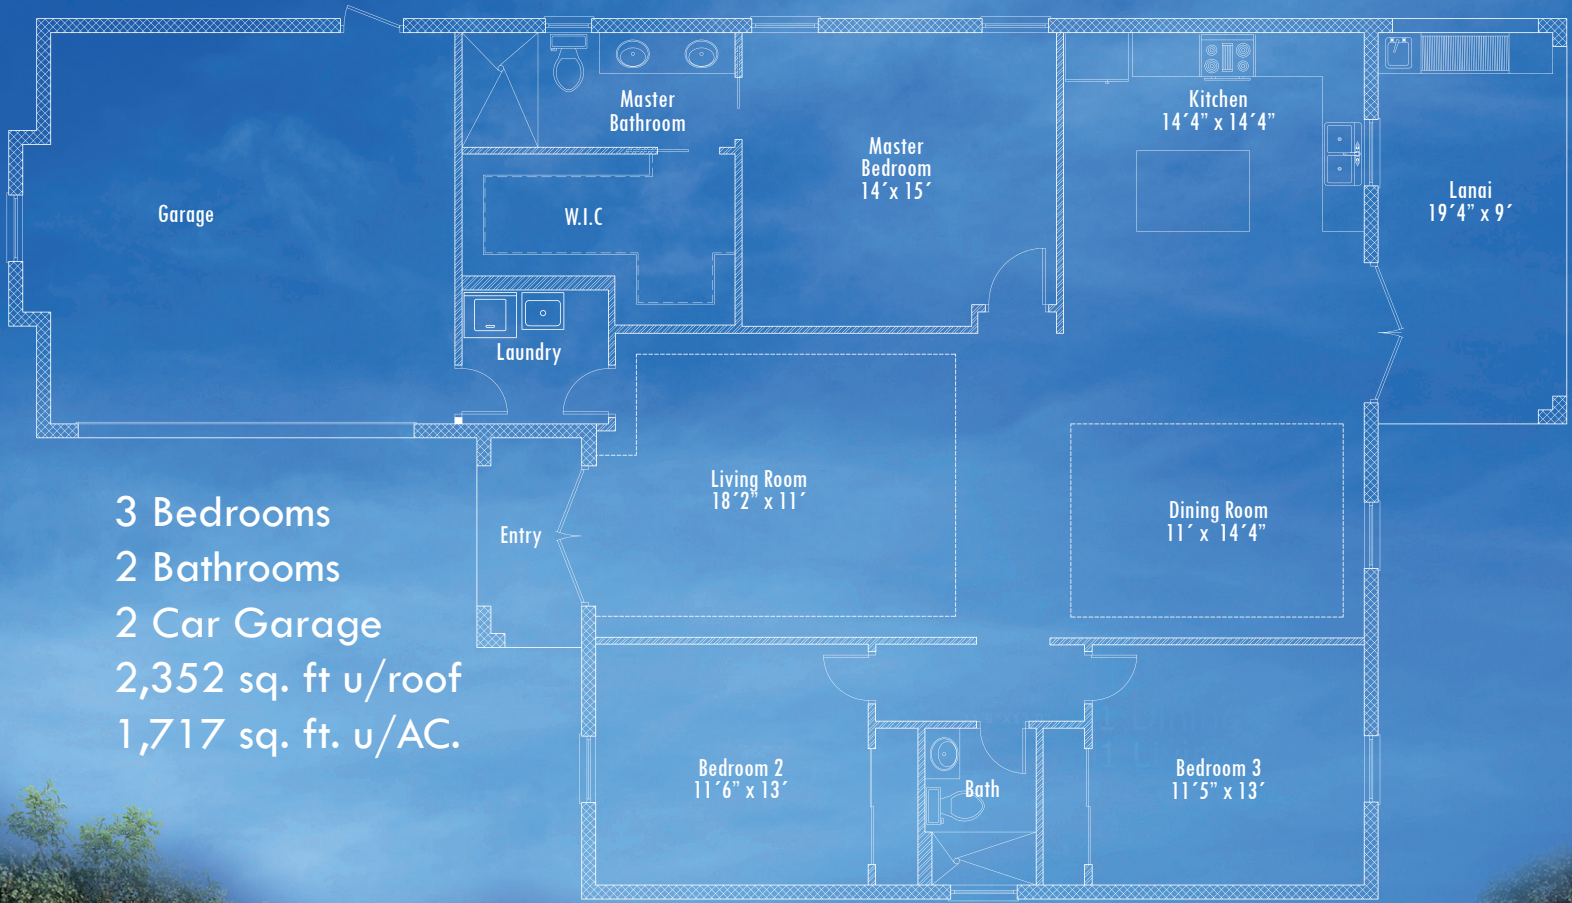 Master
Bathroom
Kitchen
14´4” x 14´4”
Master
Bedroom
14´x 15´
Lanai
19´4” x 9´
Garage
W.I.C
Laundry
Living Room
18´2” x 11´
Dining Room
11´ x 14´4”
Entry
3 Bedrooms
2 Bathrooms
2 Car Garage
2,352 sq. ft u/roof
1,717 sq. ft. u/AC.
Bedroom 2
11´6” x 13´
Bath
Bedroom 3
11´5” x 13´